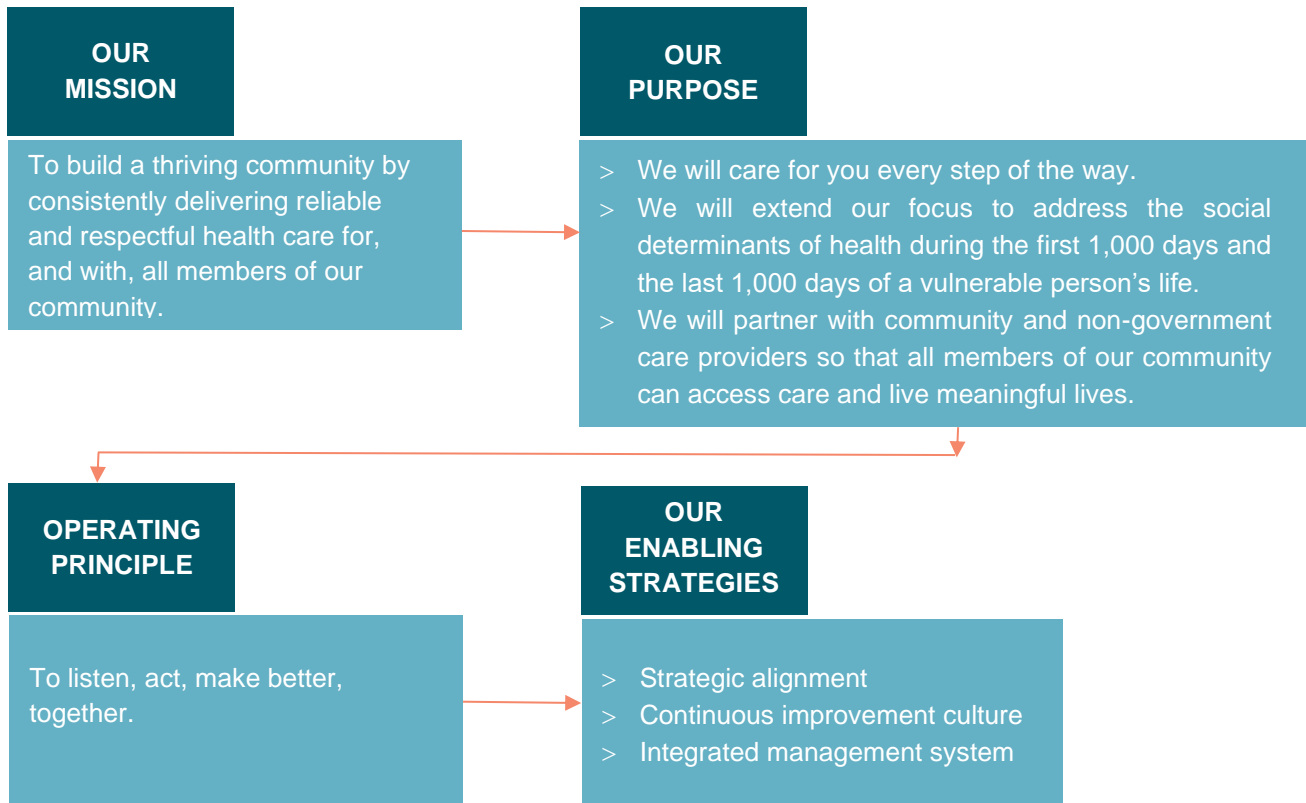 OUR
MISSION
To build a thriving community by
consistently delivering reliable
and respectful health care for,
and with, all members of our
community.
OUR
PURPOSE
> We will care for you every step of the way.
> We will extend our focus to address the social
determinants of health during the first 1,000 days and
the last 1,000 days of a vulnerable person’s life.
> We will partner with community and non-government
care providers so that all members of our community
can access care and live meaningful lives.
OPERATING
PRINCIPLE
To listen, act, make better,
together.
OUR
ENABLING
STRATEGIES
> Strategic alignment
> Continuous improvement culture
> Integrated management system